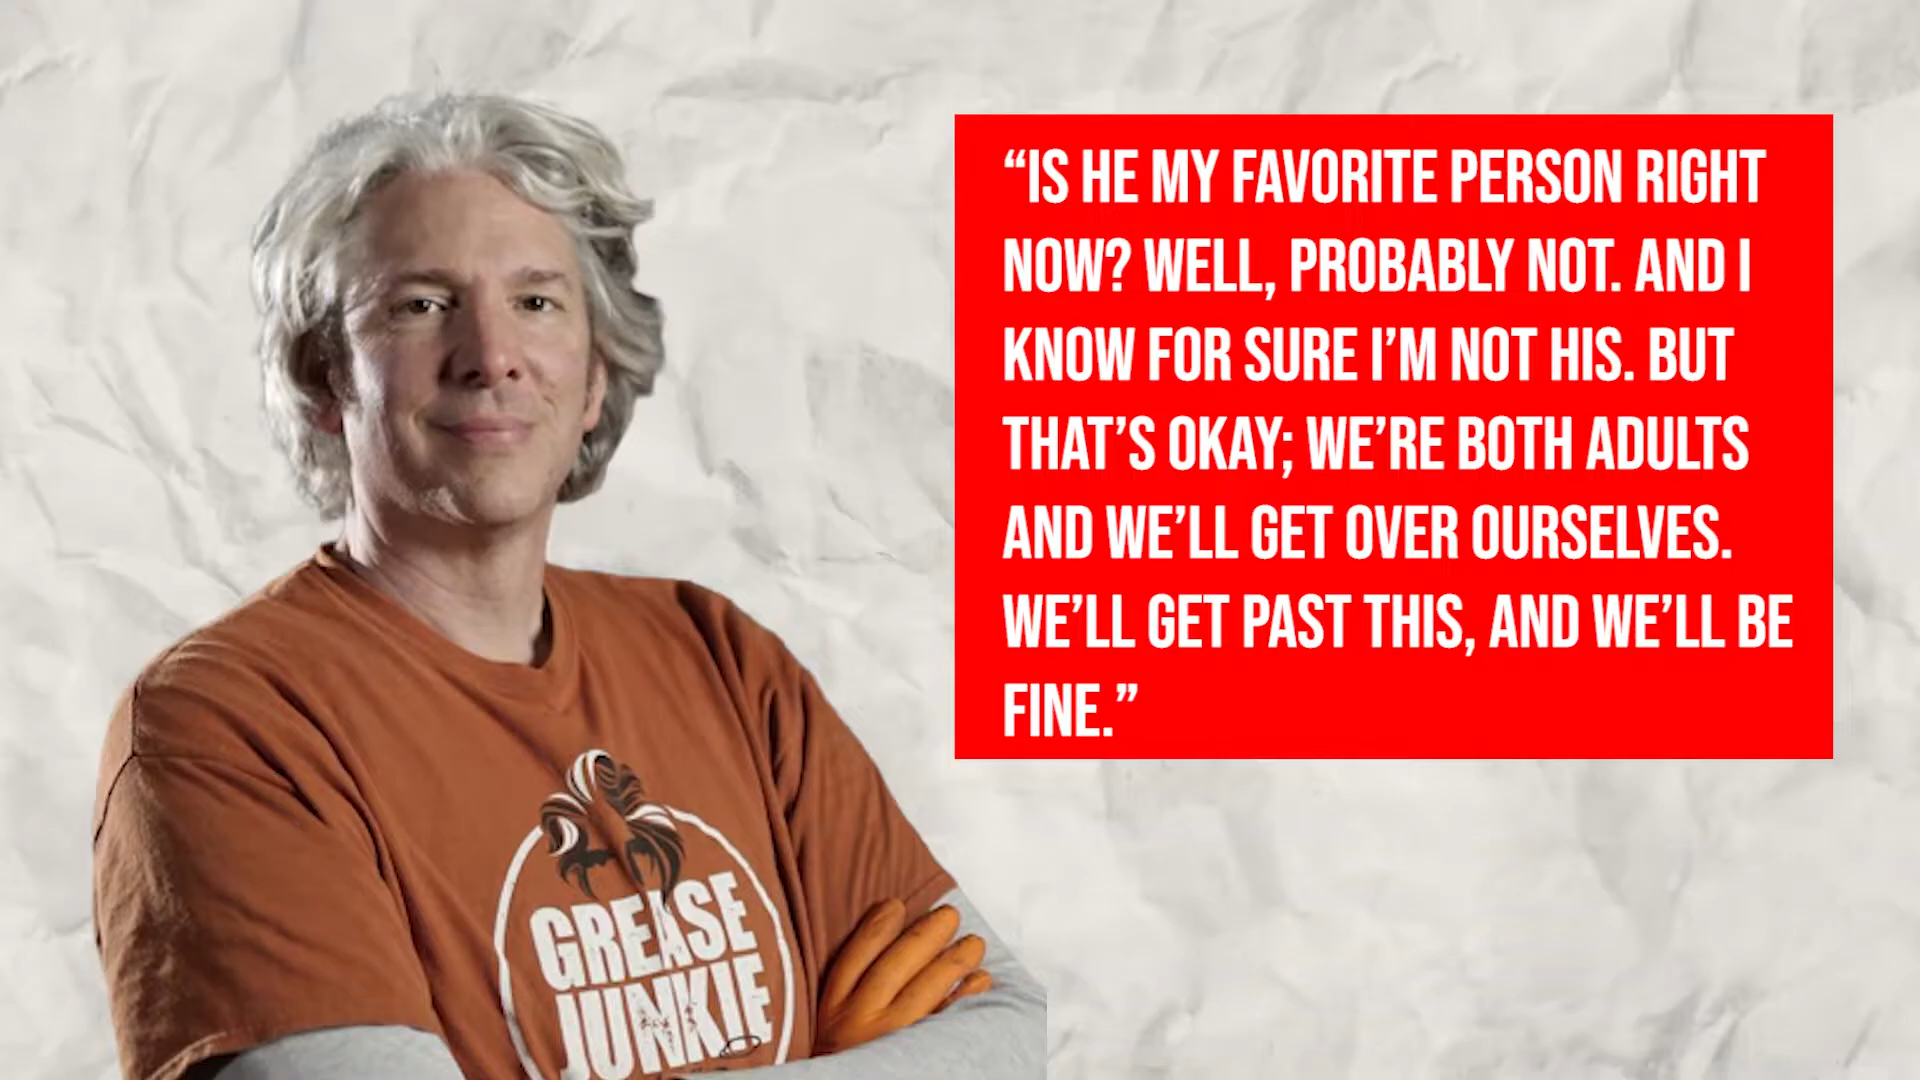 “IS HE MY FAVORITE PERSON RIGHT
NOW? WELL, PROBABLY NOT. AND I
KNOW FOR SURE I’M NOT HIS. BUT
THAT’S OKAY; WE’RE BOTH ADULTS
AND WE’LL GET OVER OURSELVES.
WE’LL GET PAST THIS, AND WE’LL BE
FINE.”
GREASE
JUNKIE